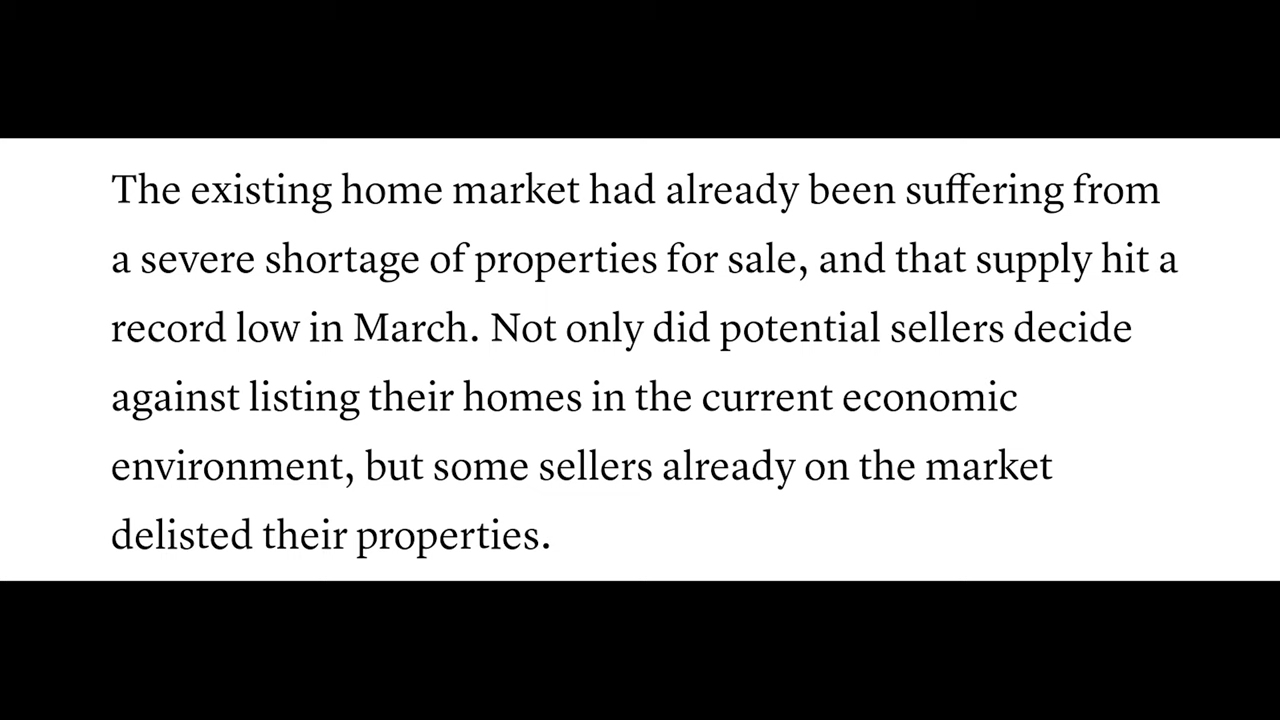 The existing home market had already been suffering from
a severe shortage of properties for sale, and that supply hit a
record low in March. Not only did potential sellers decide
against listing their homes in the current economic
environment, but some sellers already on the market
delisted their properties.